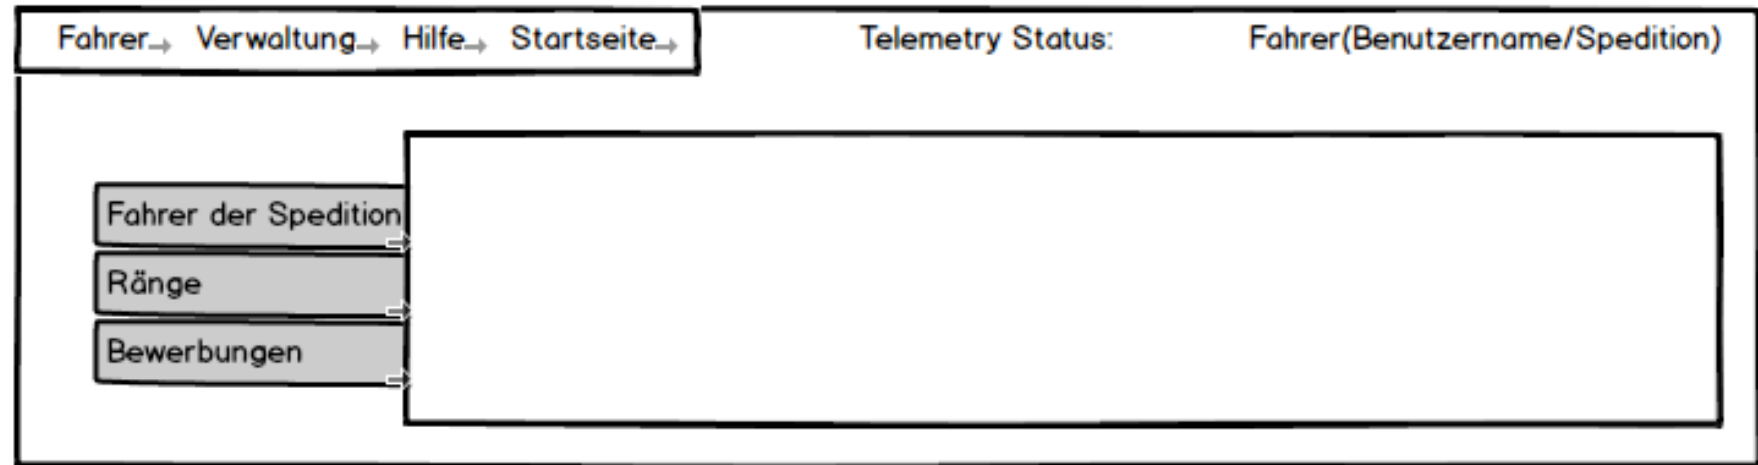 Fahrer Verwaltung Hilfe Startseite Telemetry Status: Fahrer(Benutzername/Spedition)
Fahrer der Spedition
Ränge
Bewerbungen